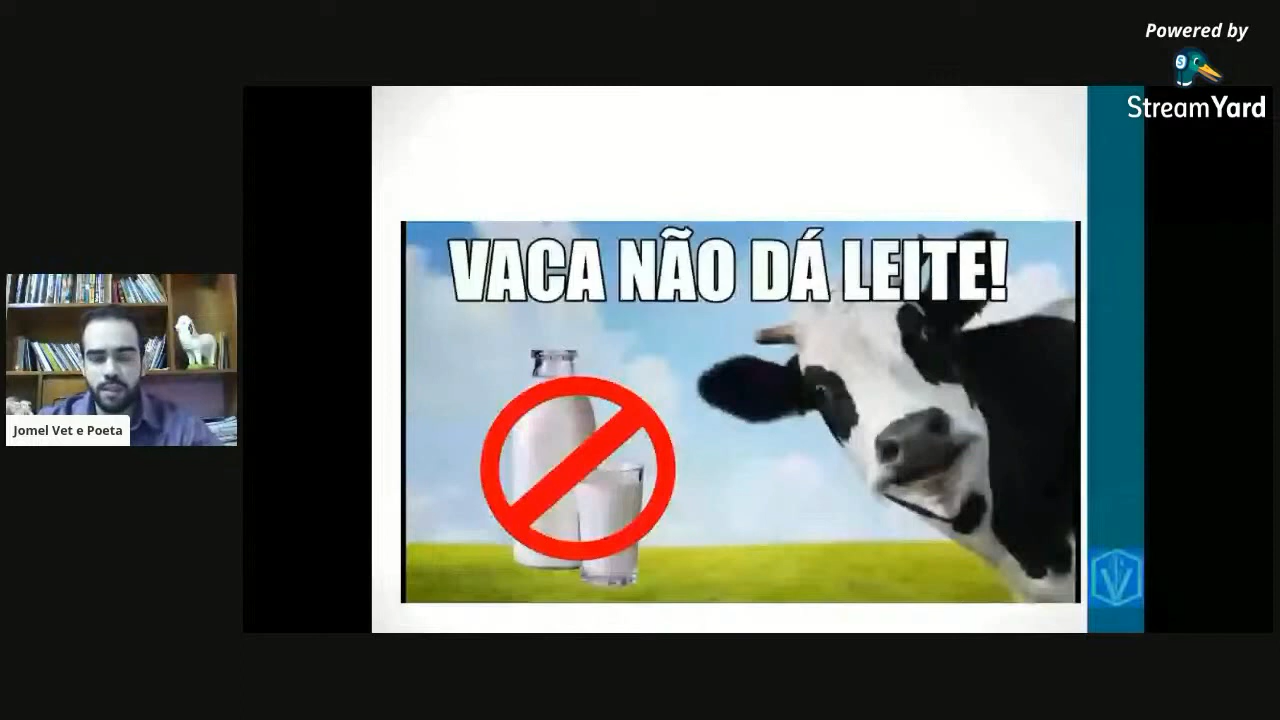 Powered by
StreamYard
VACA NÃO DÁ LEITE!
Jomel Vet e Poeta